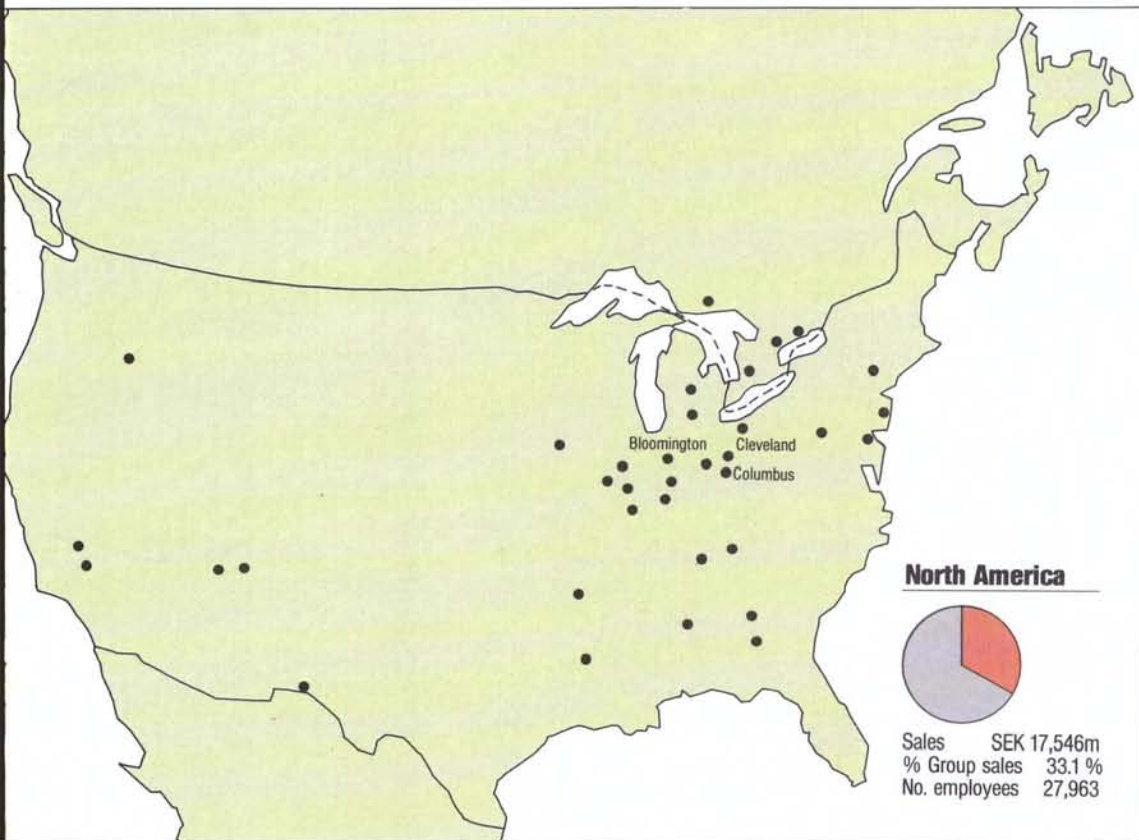 Bloomington
Cleveland
Columbus
North America
Sales SEK 17,546m
% Group sales 33.1 %
No. employees 27,963